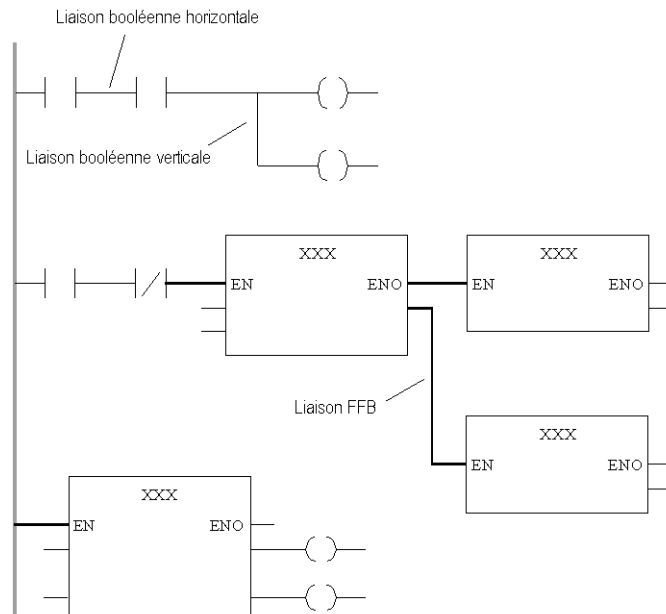 Liaison booléenne horizontale
Liaison booléenne verticale
XXX
XXX
EN
ENO
EN
ENO
Liaison FFB
XXX
EN
ENO
XXX
EN
ENO